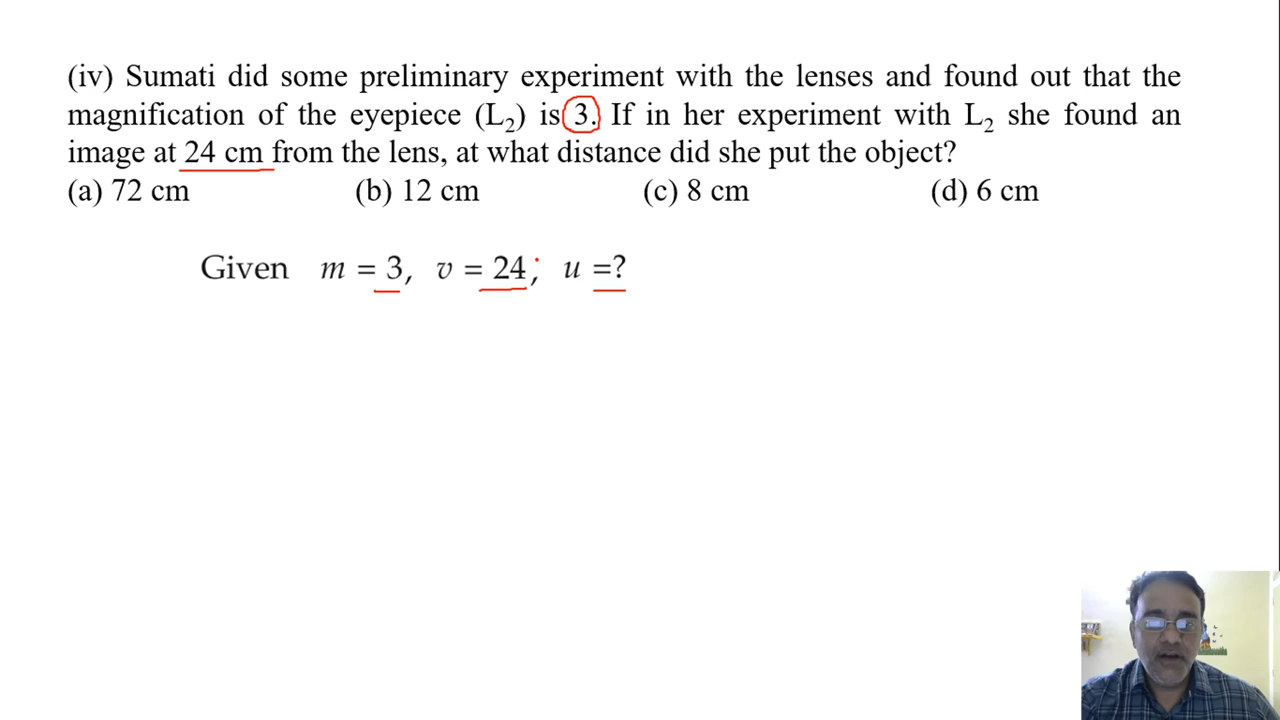 (iv) Sumati did some preliminary experiment with the lenses and found out that the
magnification of the eyepiece (L₂) is 3. If in her experiment with L₂ she found an
image at 24 cm from the lens, at what distance did she put the object?
(a) 72 cm (b) 12 cm (c) 8 cm (d) 6 cm
Given m = 3, v = 24; u =?